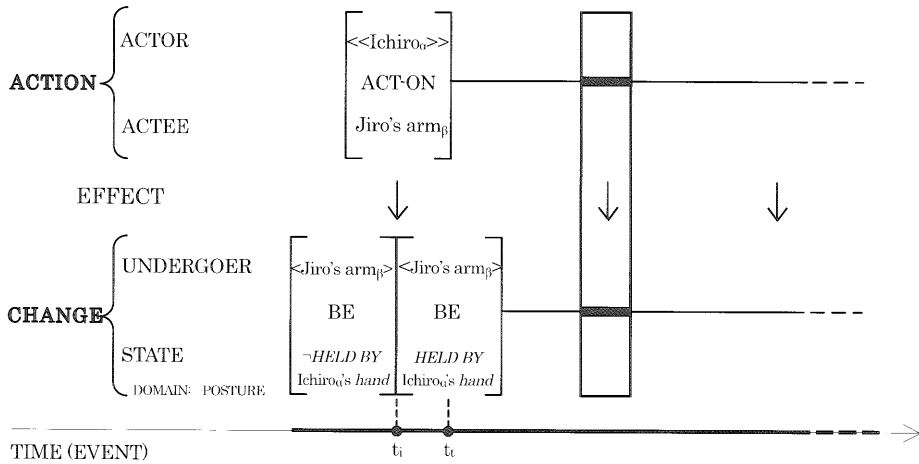 ACTOR
<<Ichiroα>>
ACTION
ACT-ON
ACTEE
Jiro's armβ
EFFECT
UNDERGOER
<Jiro's armβ>
<Jiro's armβ>
CHANGE
BE
BE
STATE
¬HELD BY
HELD BY
DOMAIN: POSTURE
Ichiroα's hand
Ichiroα's hand
TIME (EVENT)
ti
tt